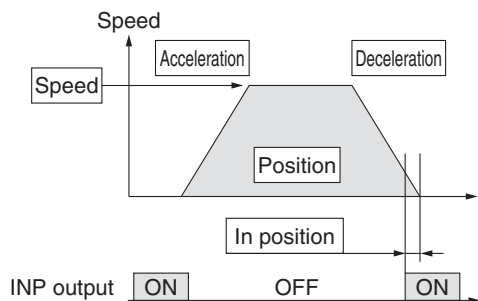 Speed
Acceleration
Deceleration
Speed
Position
In position
INP output
ON
OFF
ON